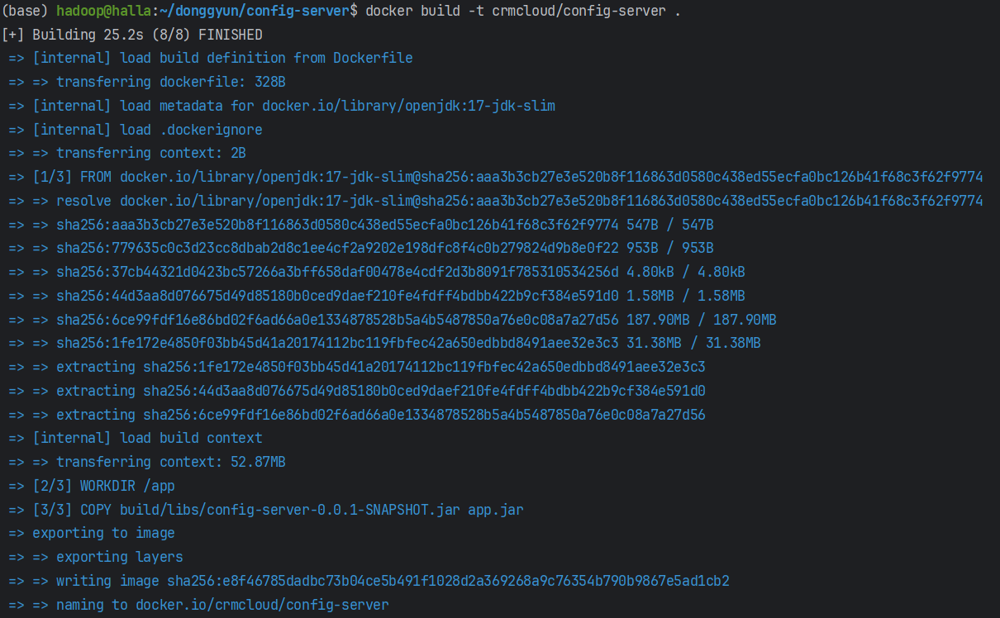 (base) hadoop@halla:~/donggyun/config-server$ docker build -t crmcloud/config-server .
[+] Building 25.2s (8/8) FINISHED
=> [internal] load build definition from Dockerfile
=> => transferring dockerfile: 328B
=> [internal] load metadata for docker.io/library/openjdk:17-jdk-slim
=> [internal] load .dockerignore
=> => transferring context: 2B
=> [1/3] FROM docker.io/library/openjdk:17-jdk-slim@sha256:aaa3b3cb27e3e520b8f116863d0580c438ed55ecfa0bc126b41f68c3f62f9774
=> => resolve docker.io/library/openjdk:17-jdk-slim@sha256:aaa3b3cb27e3e520b8f116863d0580c438ed55ecfa0bc126b41f68c3f62f9774
=> => sha256:aaa3b3cb27e3e520b8f116863d0580c438ed55ecfa0bc126b41f68c3f62f9774 547B / 547B
=> => sha256:779635c0c3d23cc8dbab2d8c1ee4cf2a9202e198dfc8f4c0b279824d9b8e0f22 953B / 953B
=> => sha256:37cb44321d0423bc57266a3bff658daf00478e4cdf2d3b8091f785310534256d 4.80kB / 4.80kB
=> => sha256:44d3aa8d076675d49d85180b0ced9daef210fe4fdff4bdbb422b9cf384e591d0 1.58MB / 1.58MB
=> => sha256:6ce99fdf16e86bd02f6ad66a0e1334878528b5a4b5487850a76e0c08a7a27d56 187.90MB / 187.90MB
=> => sha256:1fe172e4850f03bb45d41a20174112bc119fbfec42a650edbbd8491aee32e3c3 31.38MB / 31.38MB
=> => extracting sha256:1fe172e4850f03bb45d41a20174112bc119fbfec42a650edbbd8491aee32e3c3
=> => extracting sha256:44d3aa8d076675d49d85180b0ced9daef210fe4fdff4bdbb422b9cf384e591d0
=> => extracting sha256:6ce99fdf16e86bd02f6ad66a0e1334878528b5a4b5487850a76e0c08a7a27d56
=> [internal] load build context
=> => transferring context: 52.87MB
=> [2/3] WORKDIR /app
=> [3/3] COPY build/libs/config-server-0.0.1-SNAPSHOT.jar app.jar
=> exporting to image
=> => exporting layers
=> => writing image sha256:e8f46785dadbc73b04ce5b491f1028d2a369268a9c76354b790b9867e5ad1cb2
=> => naming to docker.io/crmcloud/config-server